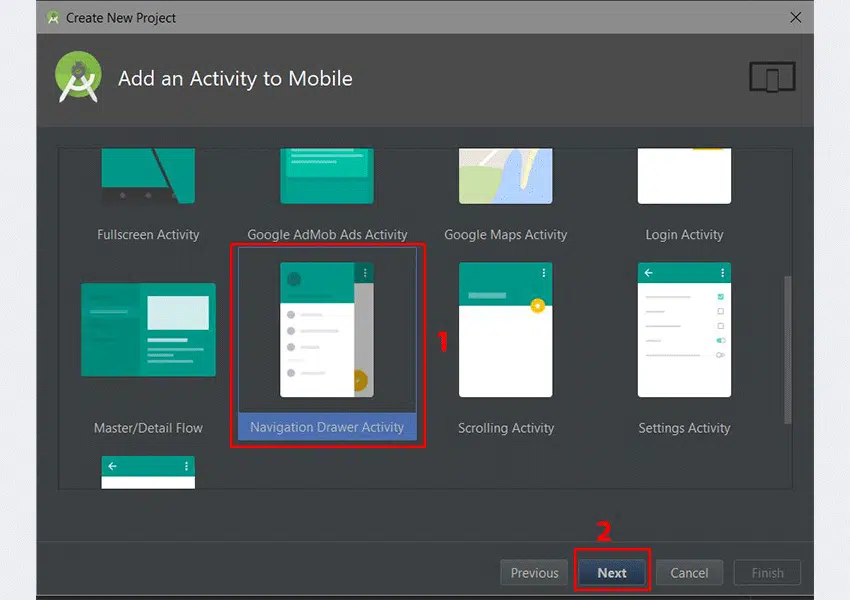 Create New Project
Add an Activity to Mobile
Fullscreen Activity
Google AdMob Ads Activity
Google Maps Activity
Login Activity
1
Master/Detail Flow
Navigation Drawer Activity
Scrolling Activity
Settings Activity
2
Previous
Next
Cancel
Finish